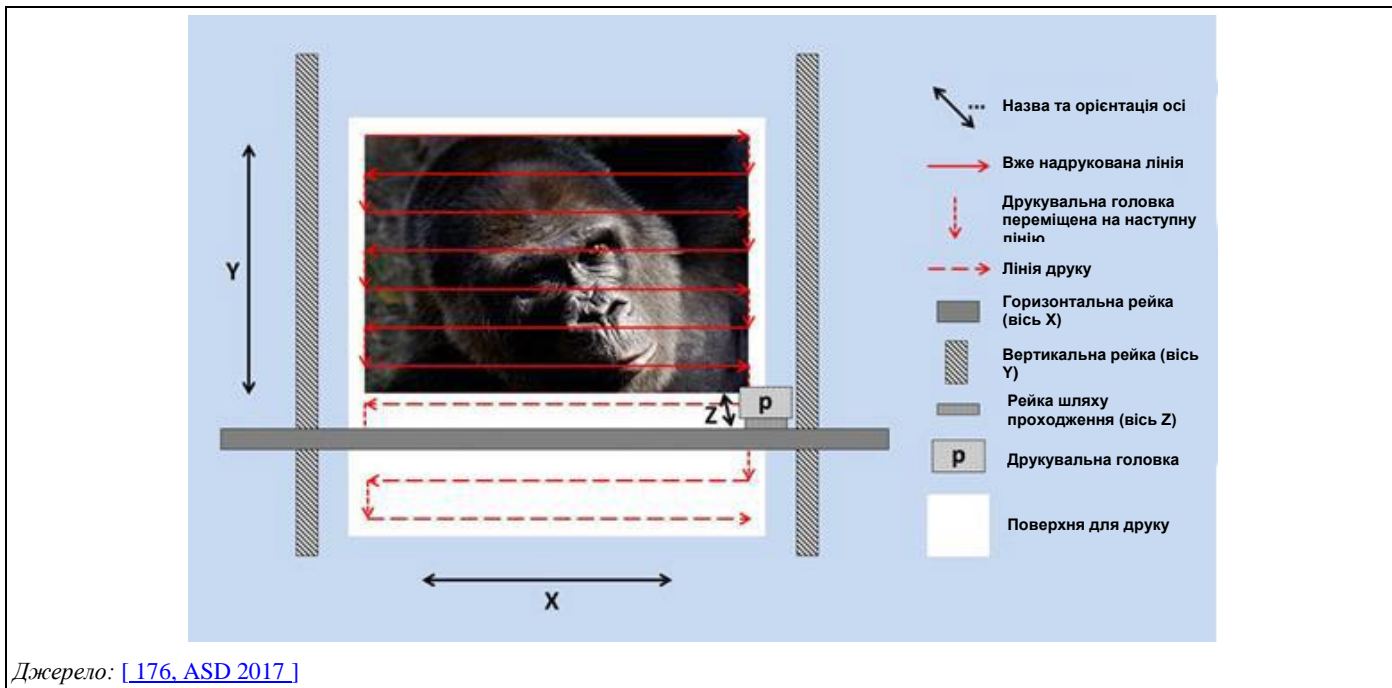 Назва та орієнтація осі
Вже надрукована лінія
Друкувальна головка
переміщена на наступну
лінію
Лінія друку
Горизонтальна рейка
(вісь X)
Вертикальна рейка (вісь
Y)
Рейка шляху
проходження (вісь Z)
p
Друкувальна головка
Поверхня для друку
Y
Z
p
X
Джерело: [ 176, ASD 2017 ]